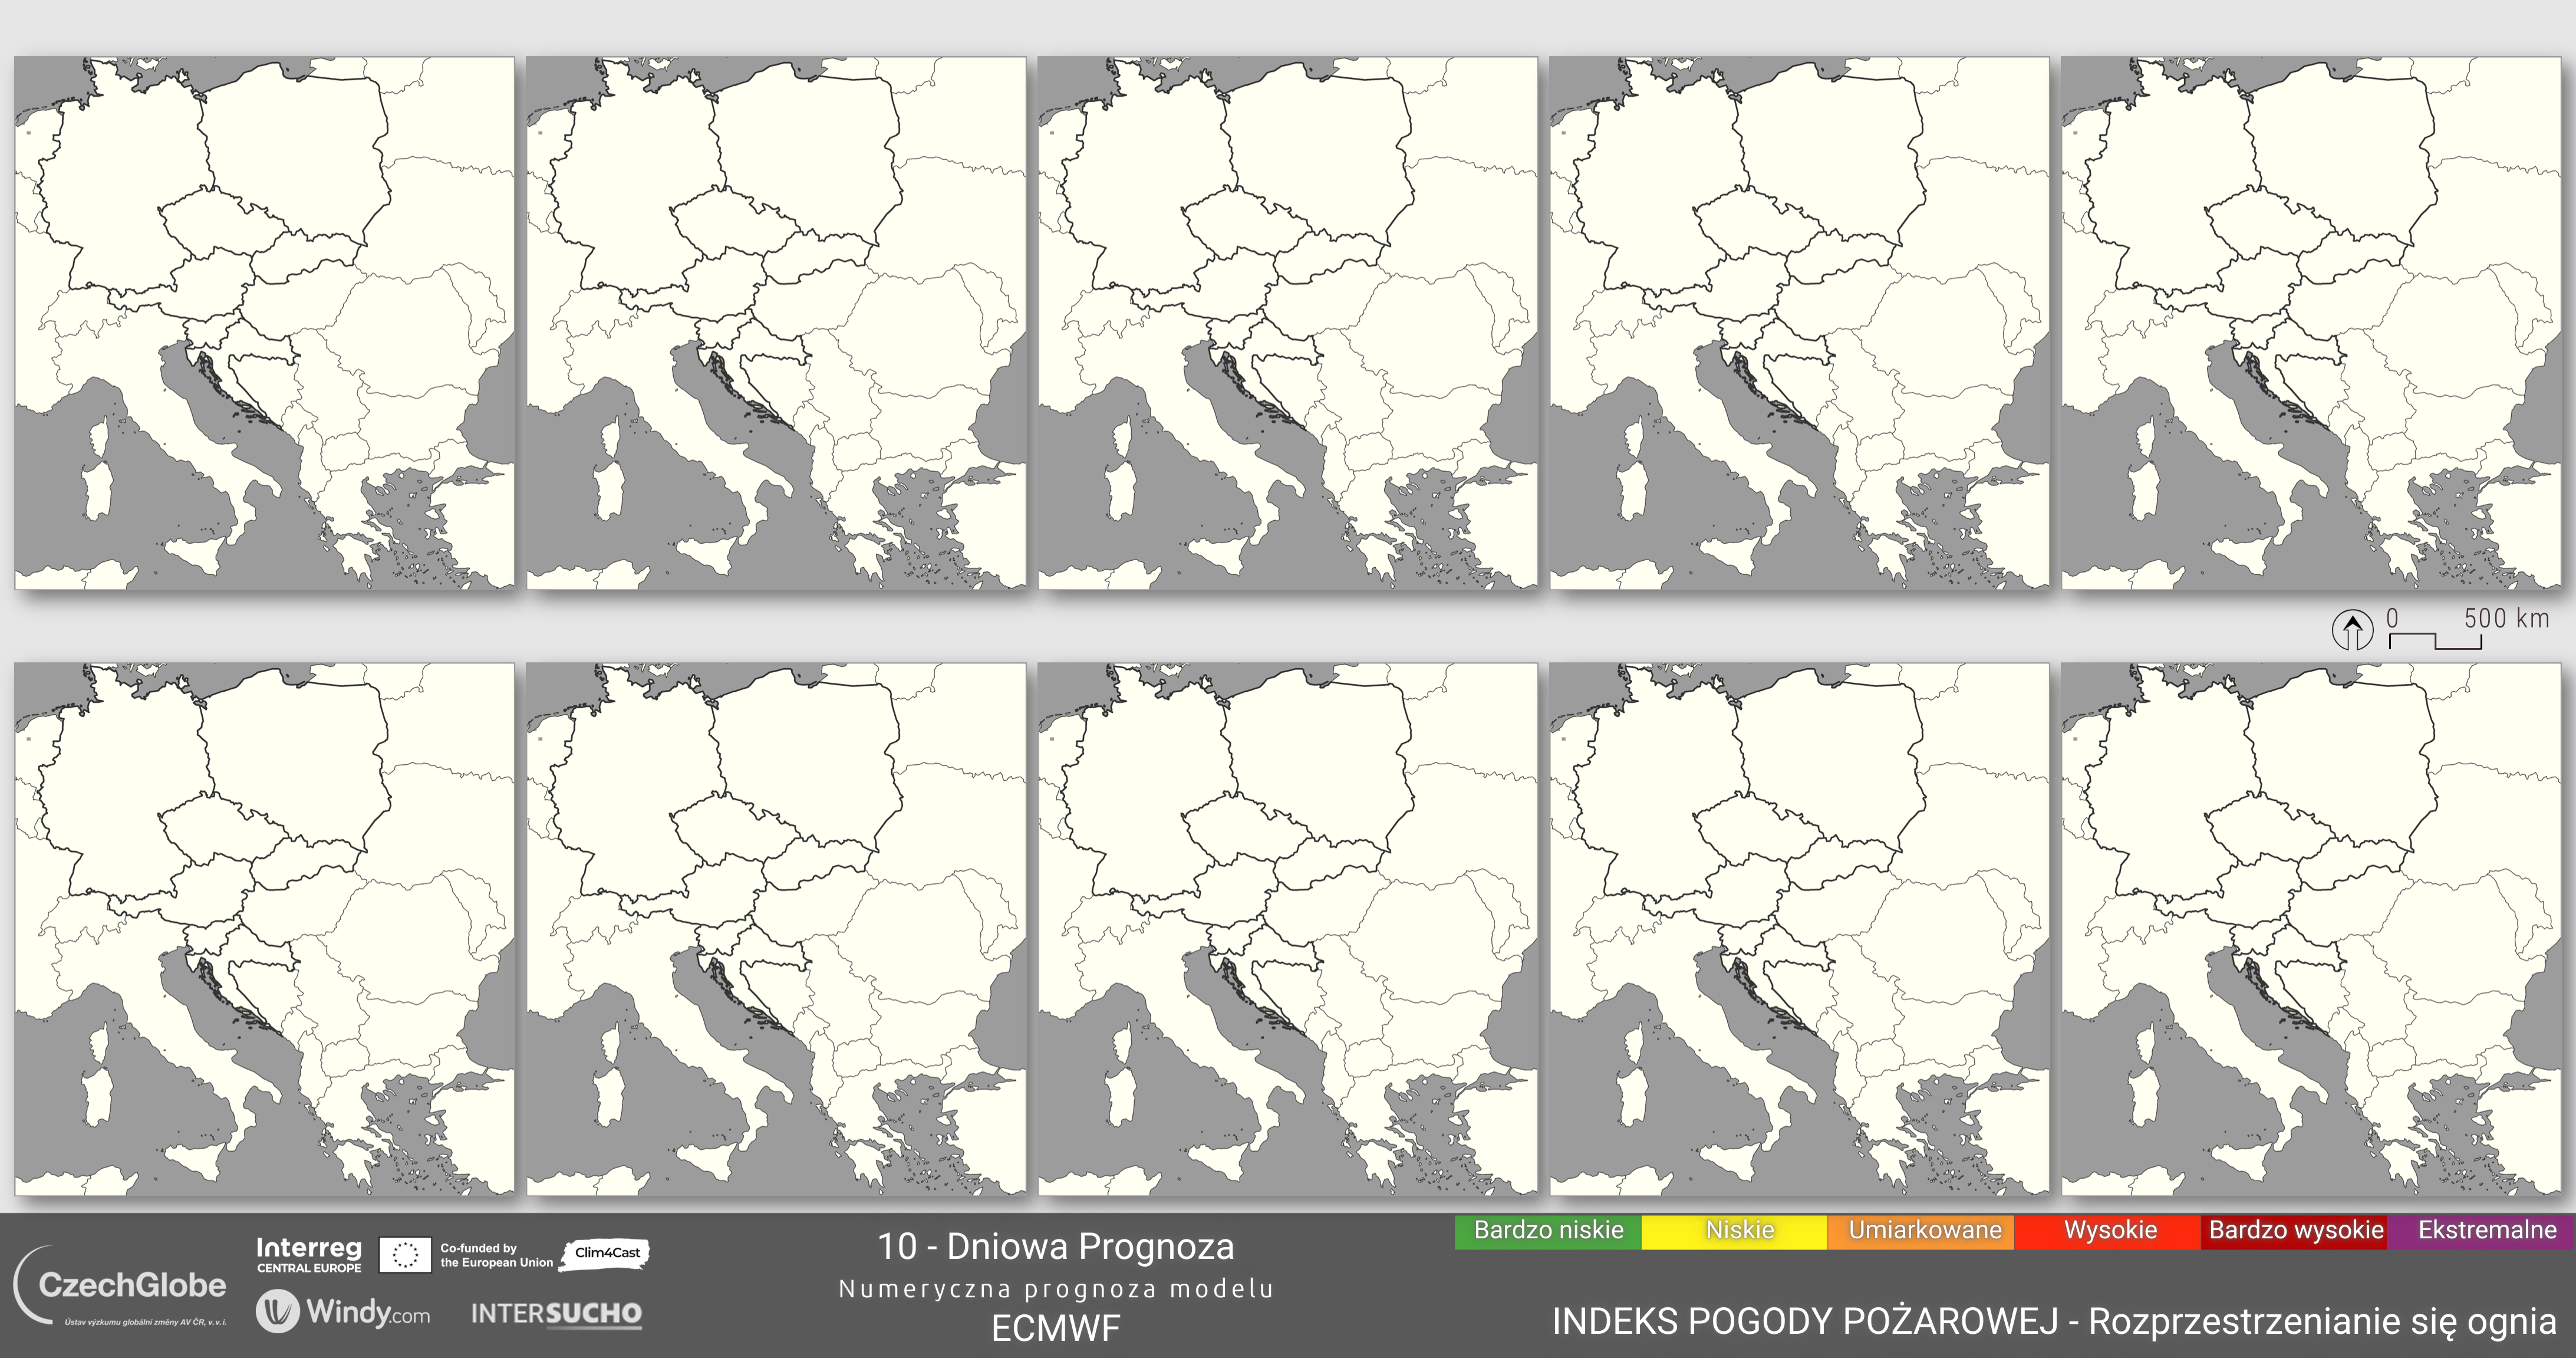 0 500 km
Bardzo niskie Niskie Umiarkowane Wysokie Bardzo wysokie Ekstremalne
Interreg
CENTRAL EUROPE
Co-funded by
the European Union
Clim4Cast
CzechGlobe
Ústav výzkumu globální změny AV ČR, v. v. i.
Windy.com
INTERSUCHO
10 - Dniowa Prognoza
Numeryczna prognoza modelu
ECMWF
INDEKS POGODY POŻAROWEJ - Rozprzestrzenianie się ognia